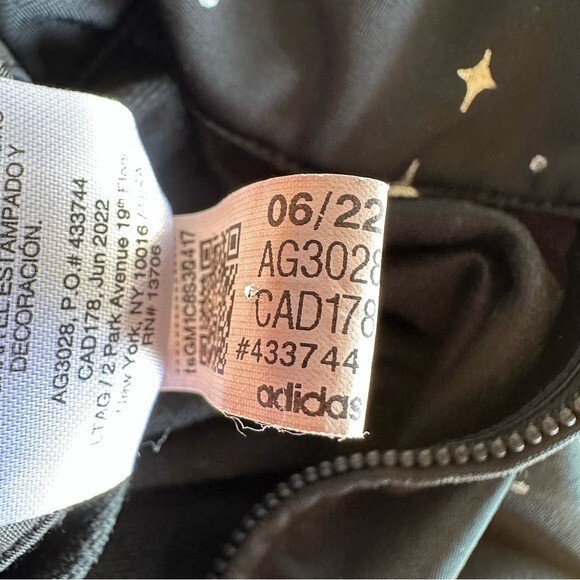 ESTAMPADO Y
DECORACIÓN
AG3028, P.O.# 433744
CAD178, Jun 2022
LTAG / 2 Park Avenue 19th Floor
New York, NY, 10016 /
RN# 13708
06/22
AG3028
CAD178
#433744
adidas